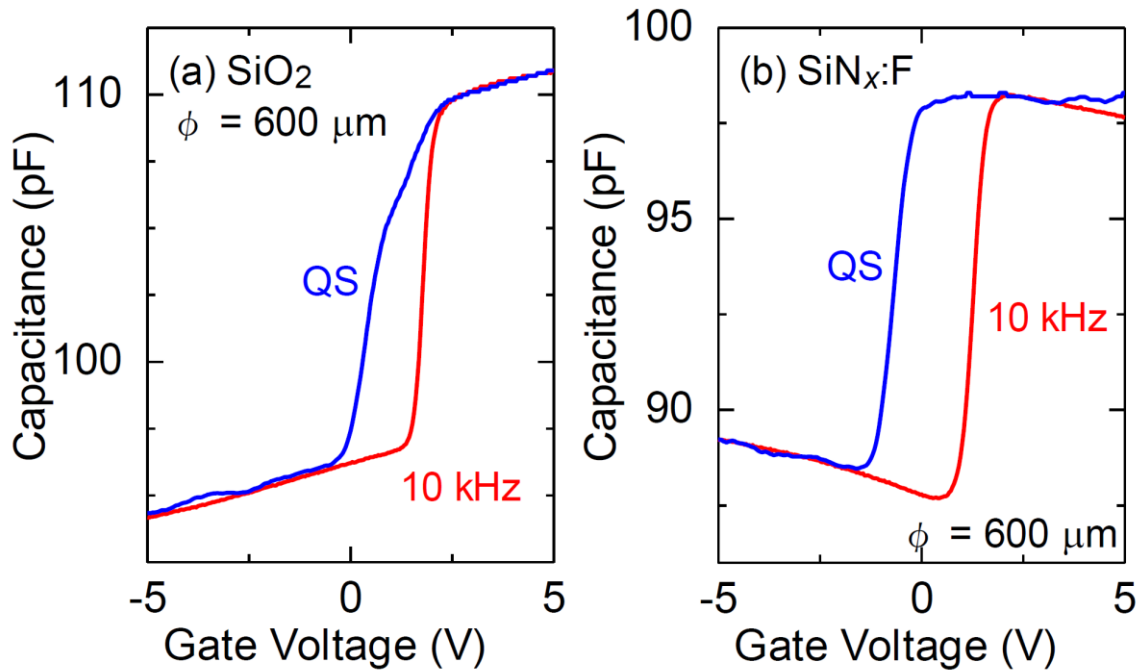 (a) SiO₂
ϕ = 600 μm
110
100
QS
10 kHz
Capacitance (pF)
-5
0
5
Gate Voltage (V)
(b) SiNₓ:F
100
95
90
QS
10 kHz
ϕ = 600 μm
Capacitance (pF)
-5
0
5
Gate Voltage (V)